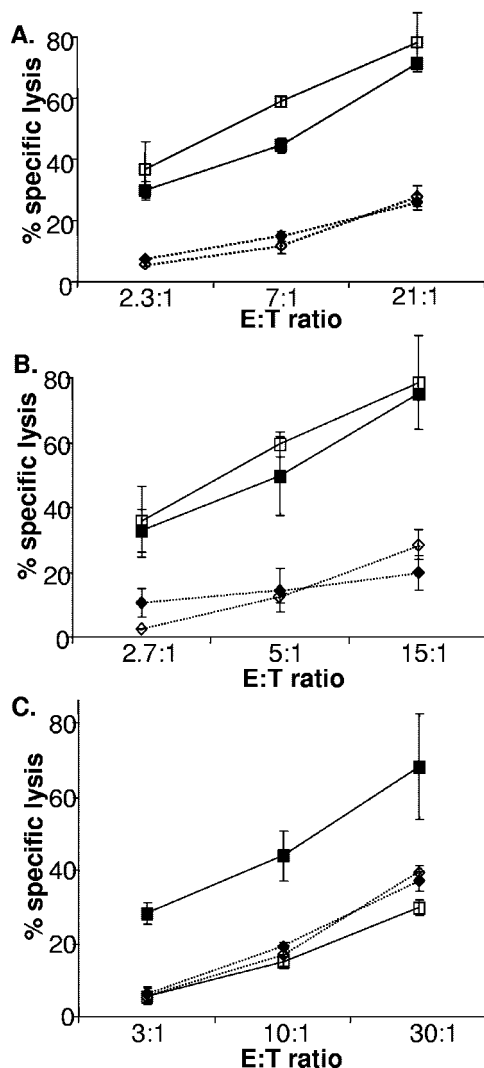 A.
80
60
40
20
0
% specific lysis
2.3:1 7:1 21:1
E:T ratio
B.
80
60
40
20
0
% specific lysis
2.7:1 5:1 15:1
E:T ratio
C.
80
60
40
20
0
% specific lysis
3:1 10:1 30:1
E:T ratio